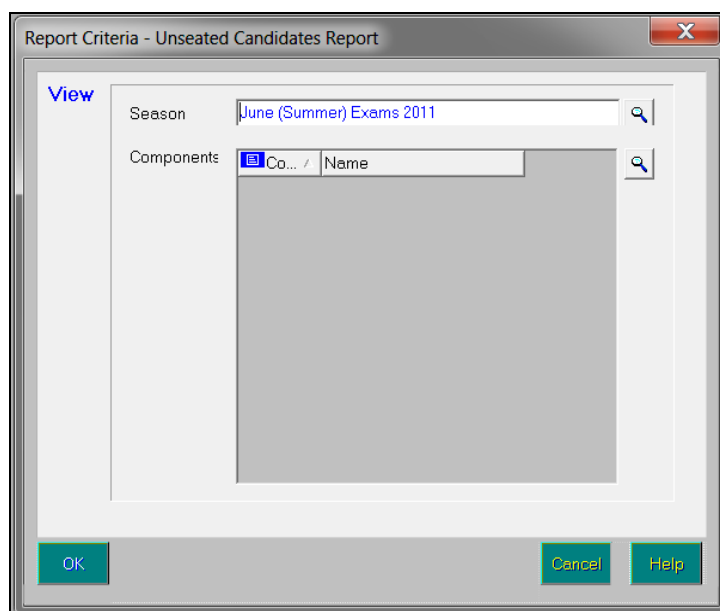 Report Criteria - Unseated Candidates Report
X
View
Season June (Summer) Exams 2011
Components Co... Name
OK Cancel Help